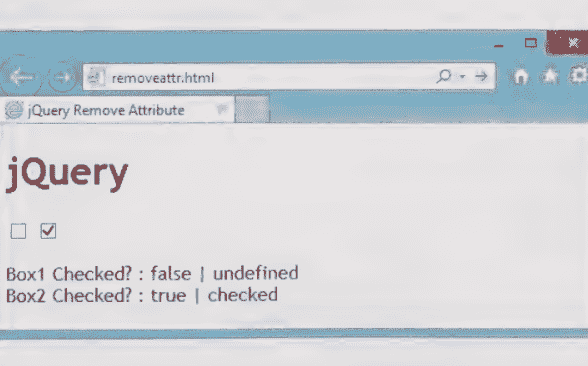 removeattr.html
jQuery Remove Attribute
jQuery
Box1 Checked? : false | undefined
Box2 Checked? : true | checked